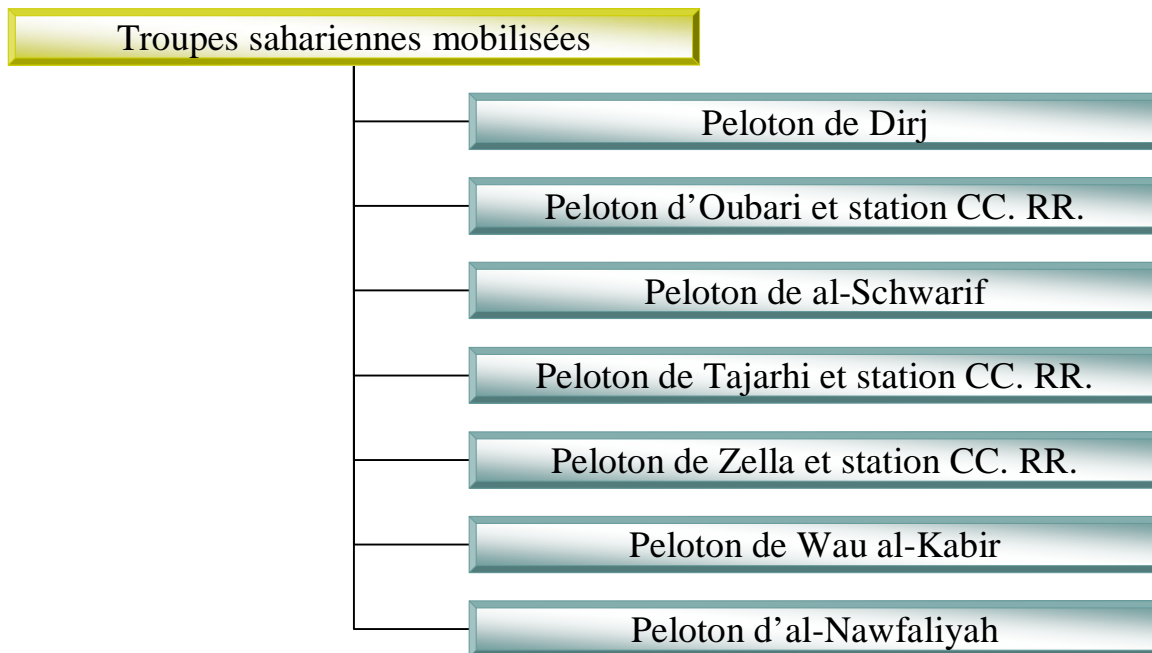 Troupes sahariennes mobilisées
Peloton de Dirj
Peloton d’Oubari et station CC. RR.
Peloton de al-Schwarif
Peloton de Tajarhi et station CC. RR.
Peloton de Zella et station CC. RR.
Peloton de Wau al-Kabir
Peloton d’al-Nawfaliyah